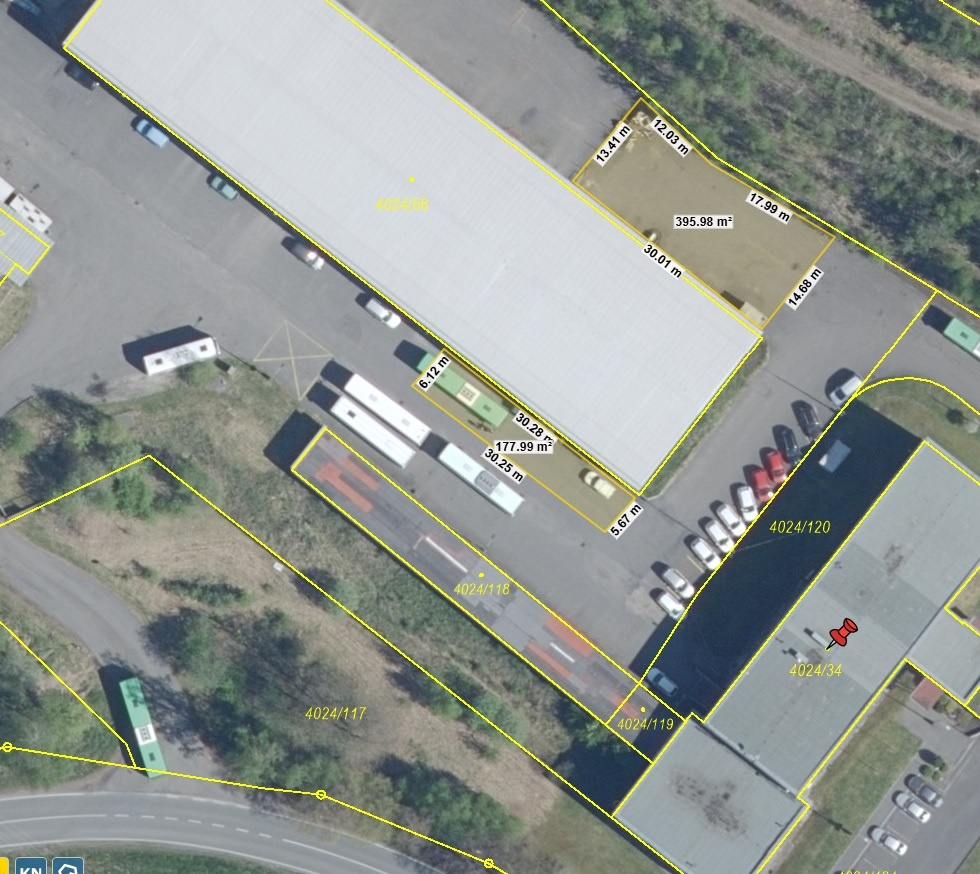 12.03 m
13.41 m
4024/88
17.99 m
395.98 m²
30.01 m
14.68 m
6.12 m
30.28 m
177.99 m²
30.25 m
5.67 m
4024/120
4024/118
4024/34
4024/117
4024/119
KN